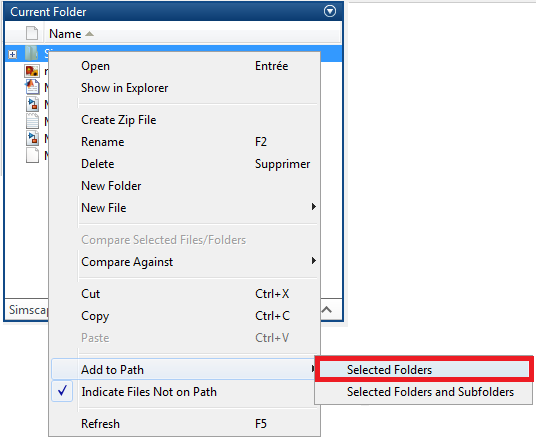 Current Folder
Name
Open Entrée
Show in Explorer
Create Zip File
Rename F2
Delete Supprimer
New Folder
New File
Compare Selected Files/Folders
Compare Against
Cut Ctrl+X
Copy Ctrl+C
Paste Ctrl+V
Simscap
Add to Path
Selected Folders
Indicate Files Not on Path
Selected Folders and Subfolders
Refresh F5